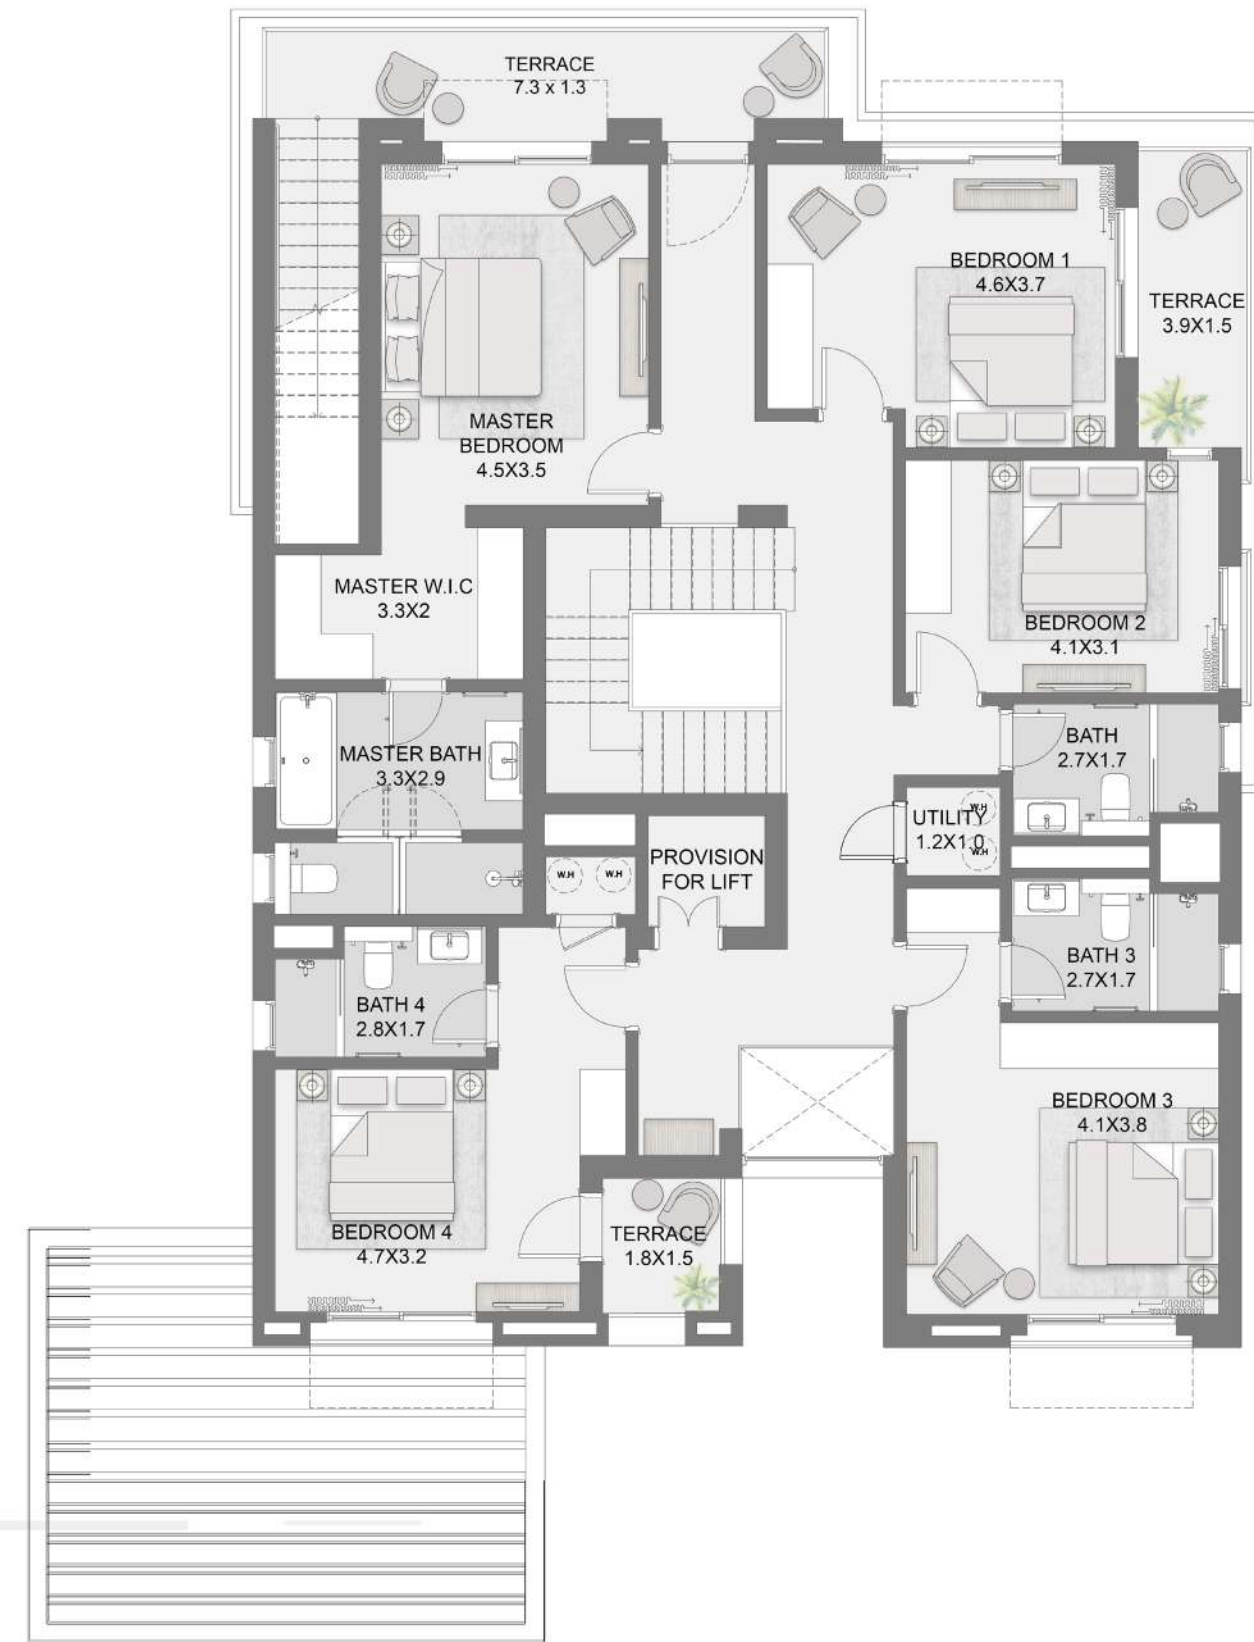 TERRACE
7.3 x 1.3
BEDROOM 1
4.6X3.7
TERRACE
3.9X1.5
MASTER
BEDROOM
4.5X3.5
MASTER W.I.C
3.3X2
BEDROOM 2
4.1X3.1
MASTER BATH
3.3X2.9
BATH
2.7X1.7
UTILITY
1.2X1.0
W.H
W.H
PROVISION
FOR LIFT
W.H
W.H
BATH 3
2.7X1.7
BATH 4
2.8X1.7
BEDROOM 3
4.1X3.8
BEDROOM 4
4.7X3.2
TERRACE
1.8X1.5